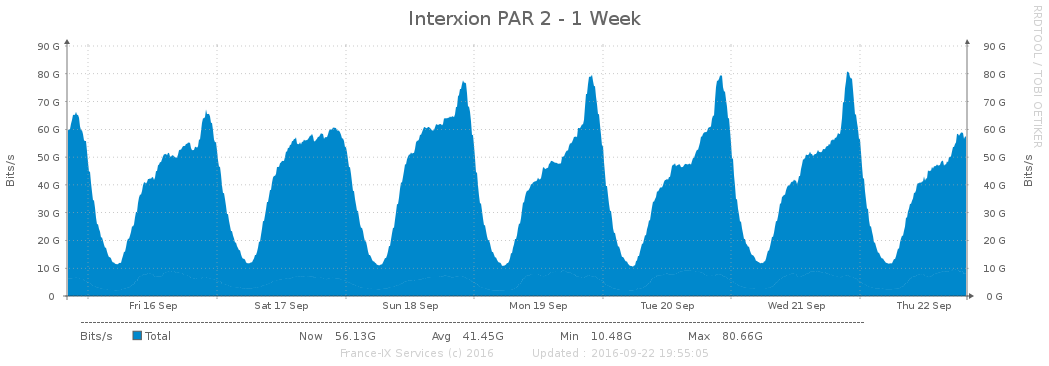 Interxion PAR 2 - 1 Week
RRDTOOL / TOBI OETIKER
90 G 90 G
80 G 80 G
70 G 70 G
60 G 60 G
50 G 50 G
40 G 40 G
30 G 30 G
20 G 20 G
10 G 10 G
0 0 G
Bits/s
Bits/s
Fri 16 Sep Sat 17 Sep Sun 18 Sep Mon 19 Sep Tue 20 Sep Wed 21 Sep Thu 22 Sep
Bits/s Total Now 56.13G Avg 41.45G Min 10.48G Max 80.66G
France-IX Services (c) 2016 Updated : 2016-09-22 19:55:05